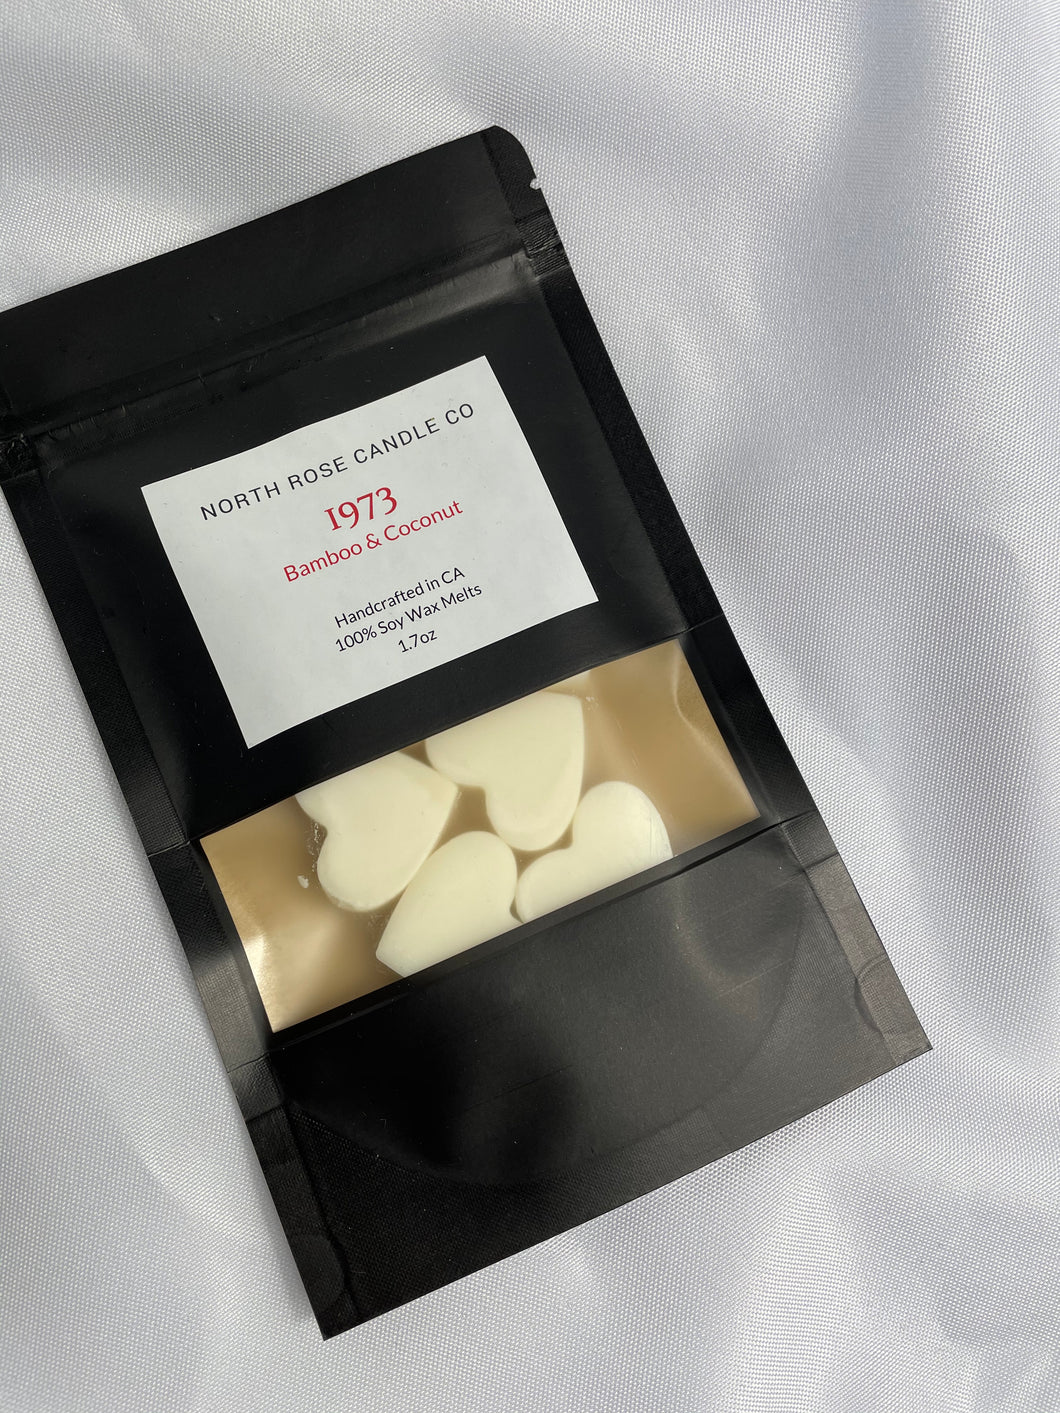 NORTH ROSE CANDLE CO
1973
Bamboo & Coconut
Handcrafted in CA
100% Soy Wax Melts
1.7oz